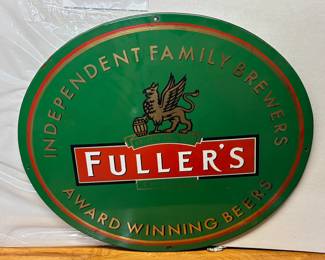 INDEPENDENT FAMILY BREWERS
FULLER'S
AWARD WINNING BEERS